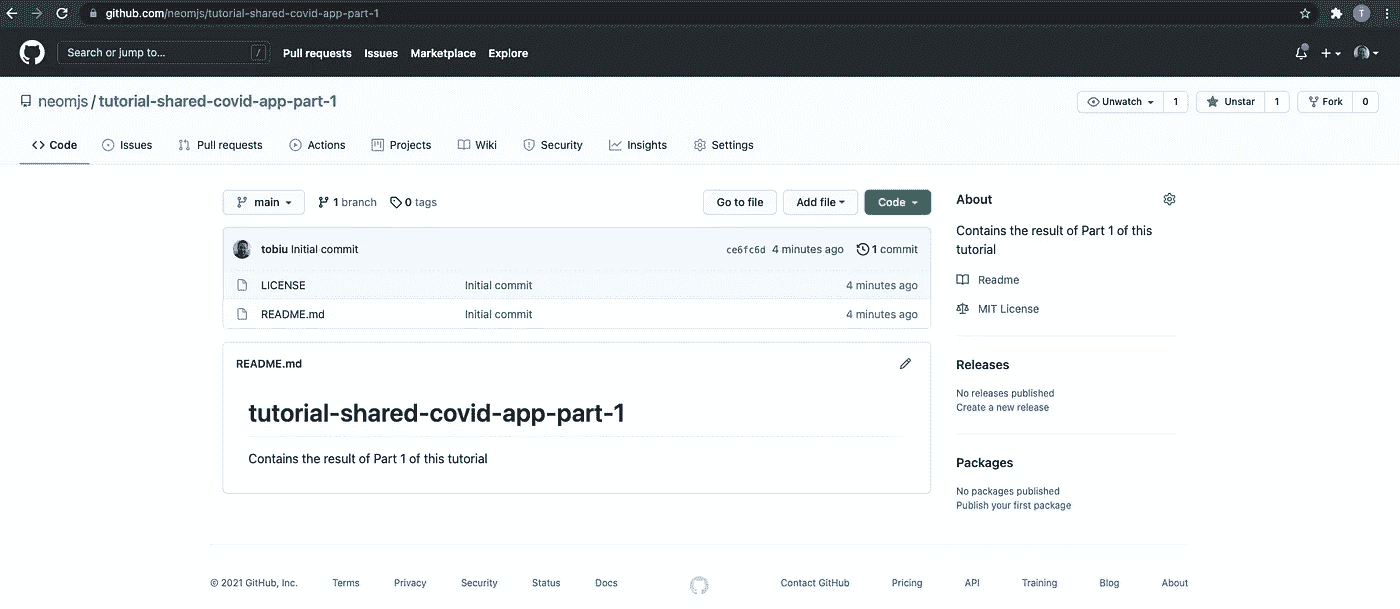 github.com/neomjs/tutorial-shared-covid-app-part-1
T
Search or jump to...
/
Pull requests Issues Marketplace Explore
neomjs / tutorial-shared-covid-app-part-1
Unwatch 1 Unstar 1 Fork 0
Code Issues Pull requests Actions Projects Wiki Security Insights Settings
main 1 branch 0 tags Go to file Add file Code
tobiu Initial commit ce6fc6d 4 minutes ago 1 commit
LICENSE Initial commit 4 minutes ago
README.md Initial commit 4 minutes ago
README.md
tutorial-shared-covid-app-part-1
Contains the result of Part 1 of this tutorial
About
Contains the result of Part 1 of this
tutorial
Readme
MIT License
Releases
No releases published
Create a new release
Packages
No packages published
Publish your first package
© 2021 GitHub, Inc. Terms Privacy Security Status Docs Contact GitHub Pricing API Training Blog About